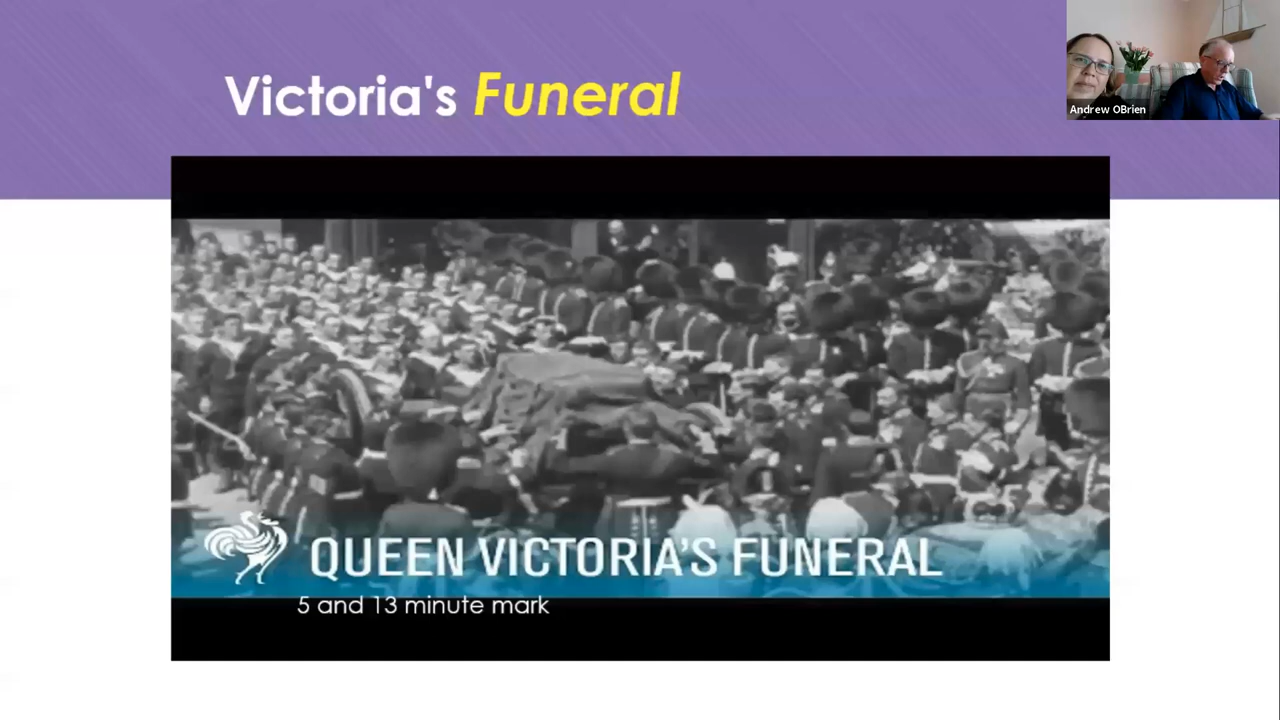 Victoria's Funeral
Andrew OBrien
QUEEN VICTORIA'S FUNERAL
5 and 13 minute mark